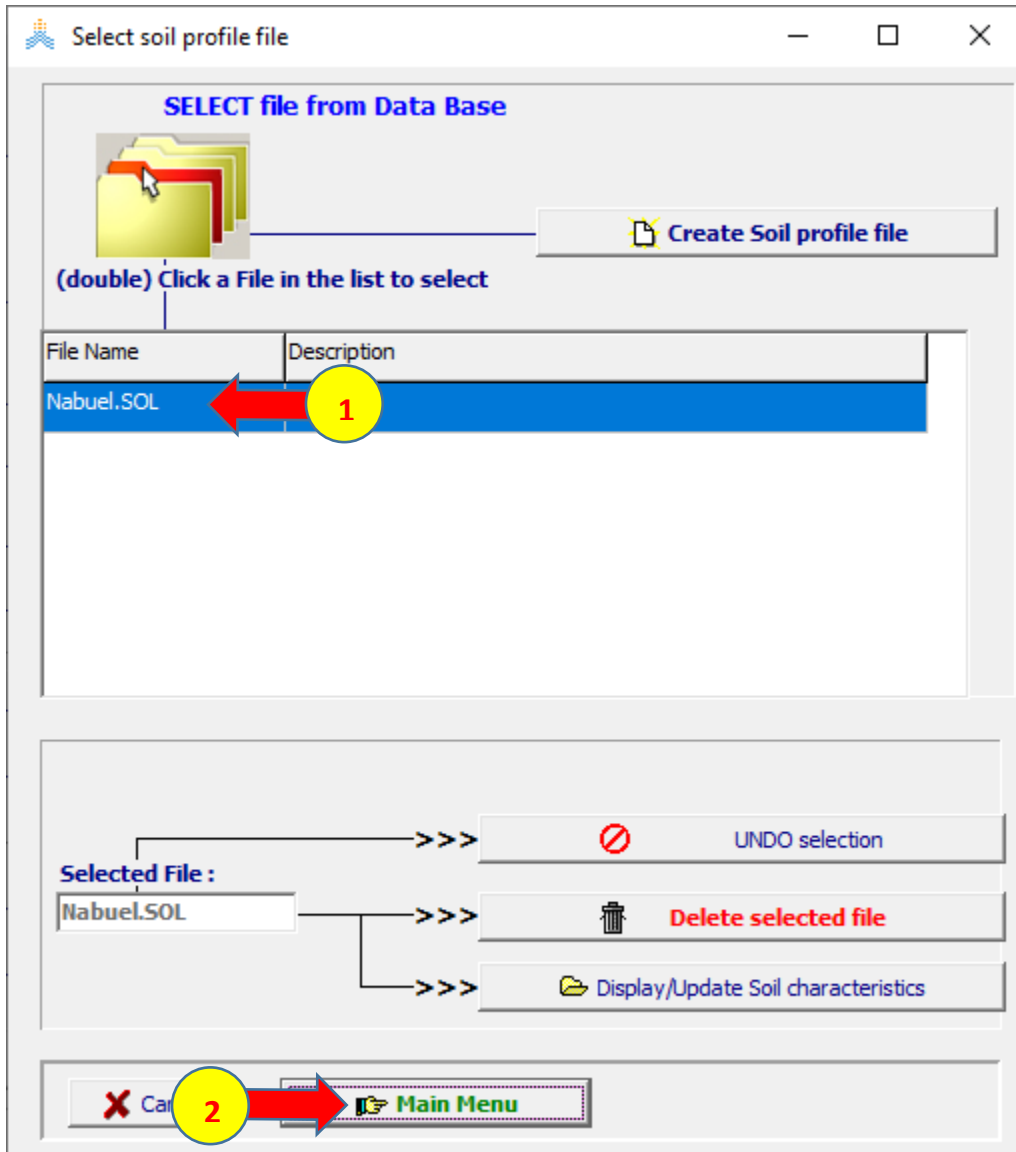 Select soil profile file
SELECT file from Data Base
Create Soil profile file
(double) Click a File in the list to select
File Name Description
Nabuel.SOL
1
>>> UNDO selection
Selected File :
Nabuel.SOL
>>> Delete selected file
>>> Display/Update Soil characteristics
2
Main Menu